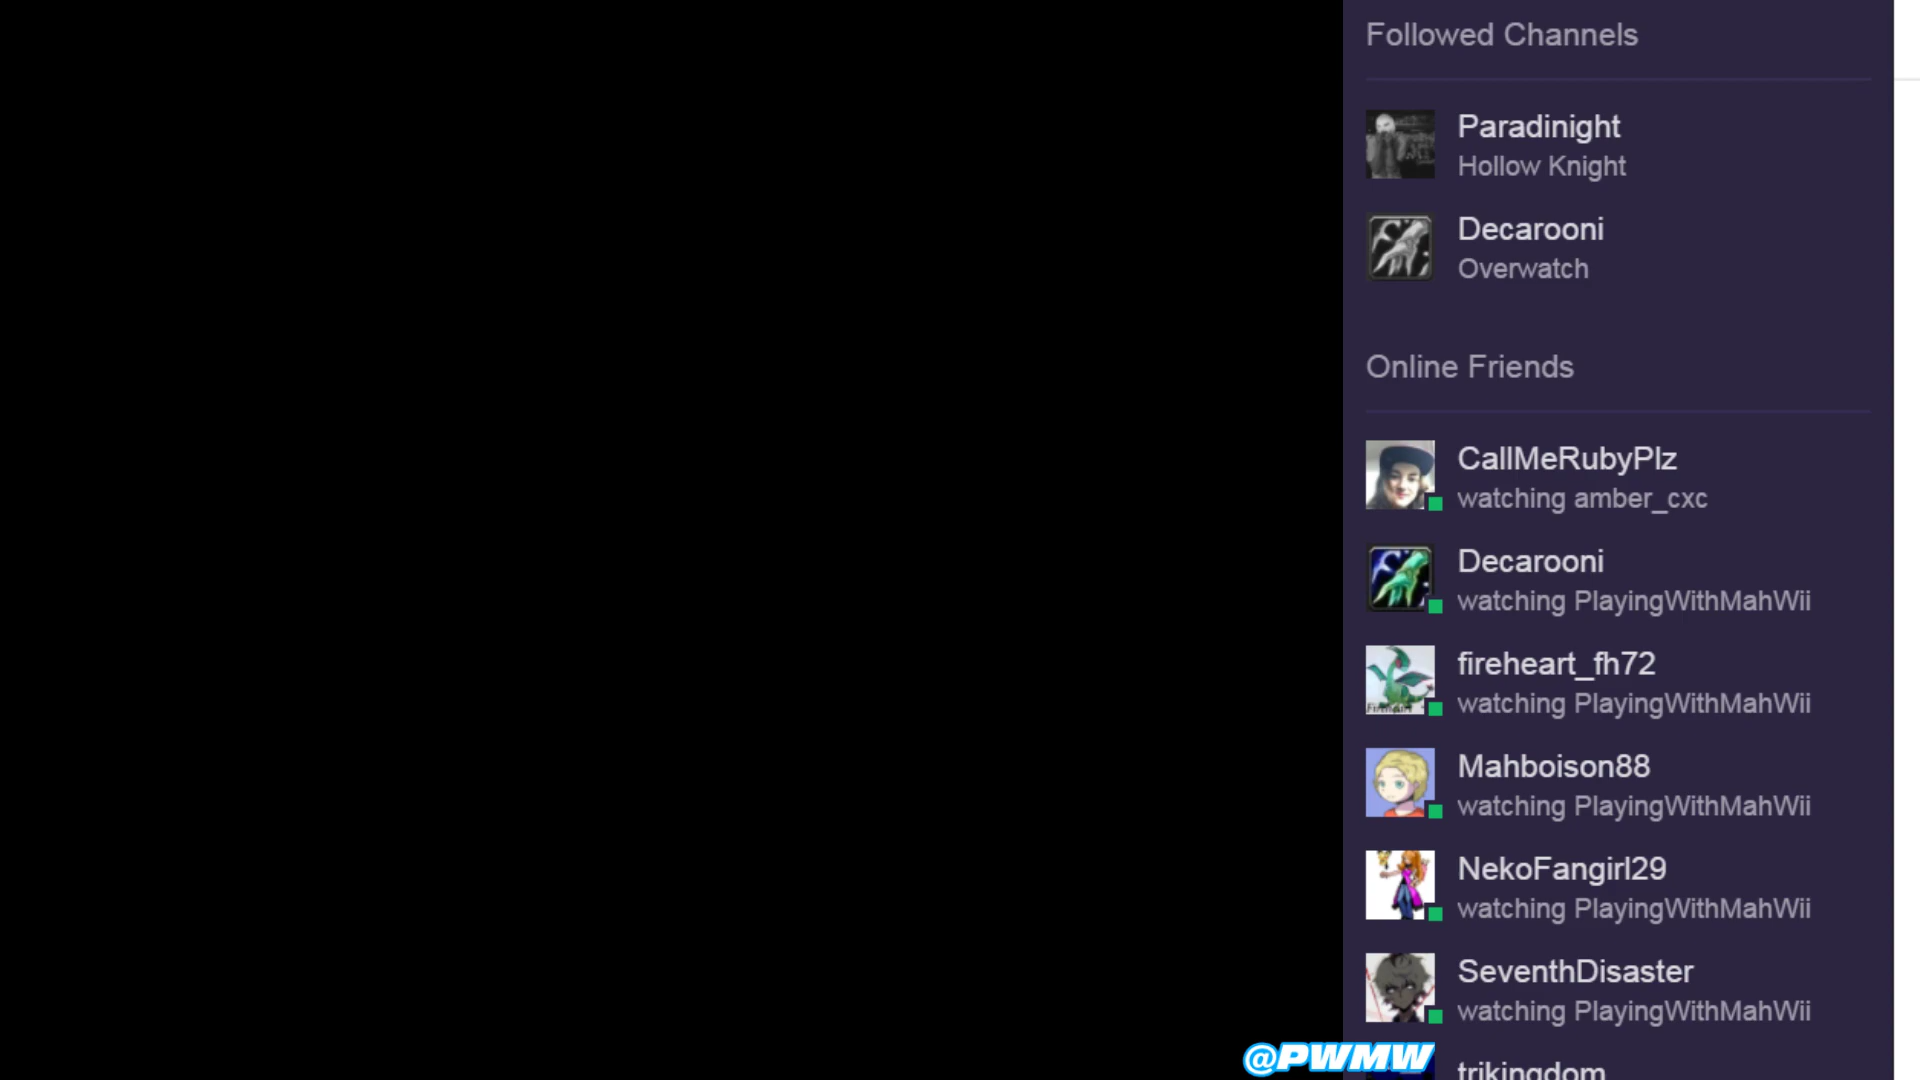 Followed Channels
Paradinight
Hollow Knight
Decarooni
Overwatch
Online Friends
CallMeRubyPlz
watching amber_cxc
Decarooni
watching PlayingWithMahWii
fireheart_fh72
watching PlayingWithMahWii
Mahboison88
watching PlayingWithMahWii
NekoFangirl29
watching PlayingWithMahWii
SeventhDisaster
watching PlayingWithMahWii
@PWMW
trikingdom